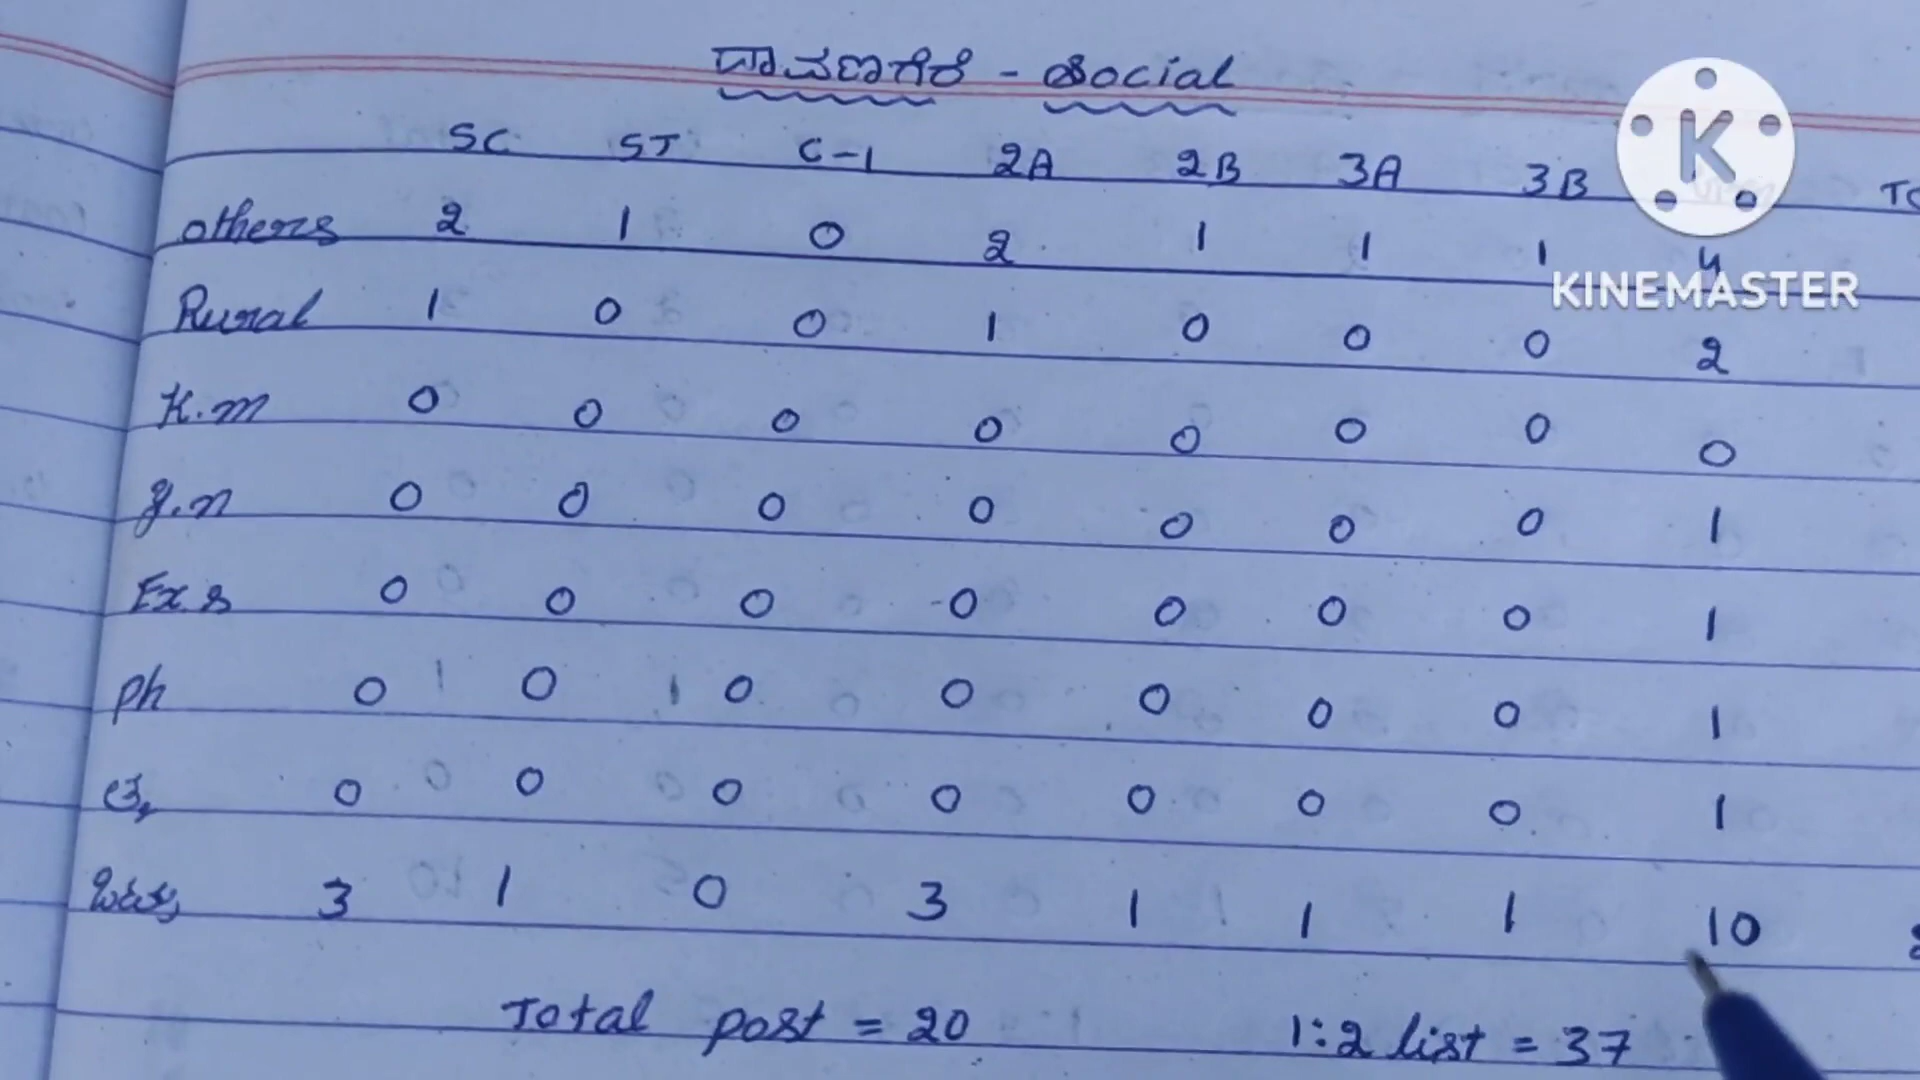 ದಾವಣಗೆರೆ - Social
SC ST C-1 2A 2B 3A 3B
others 2 1 0 2 1 1 1 4
Rural 1 0 0 1 0 0 0 2
K.m 0 0 0 0 0 0 0 0
y.n 0 0 0 0 0 0 0 1
Ex.s 0 0 0 0 0 0 0 1
ph 0 0 0 0 0 0 0 1
0 0 0 0 0 0 0 1
ಒಟ್ಟು 3 1 0 3 1 1 1 10
Total post = 20 1:2 list = 37
KINEMASTER